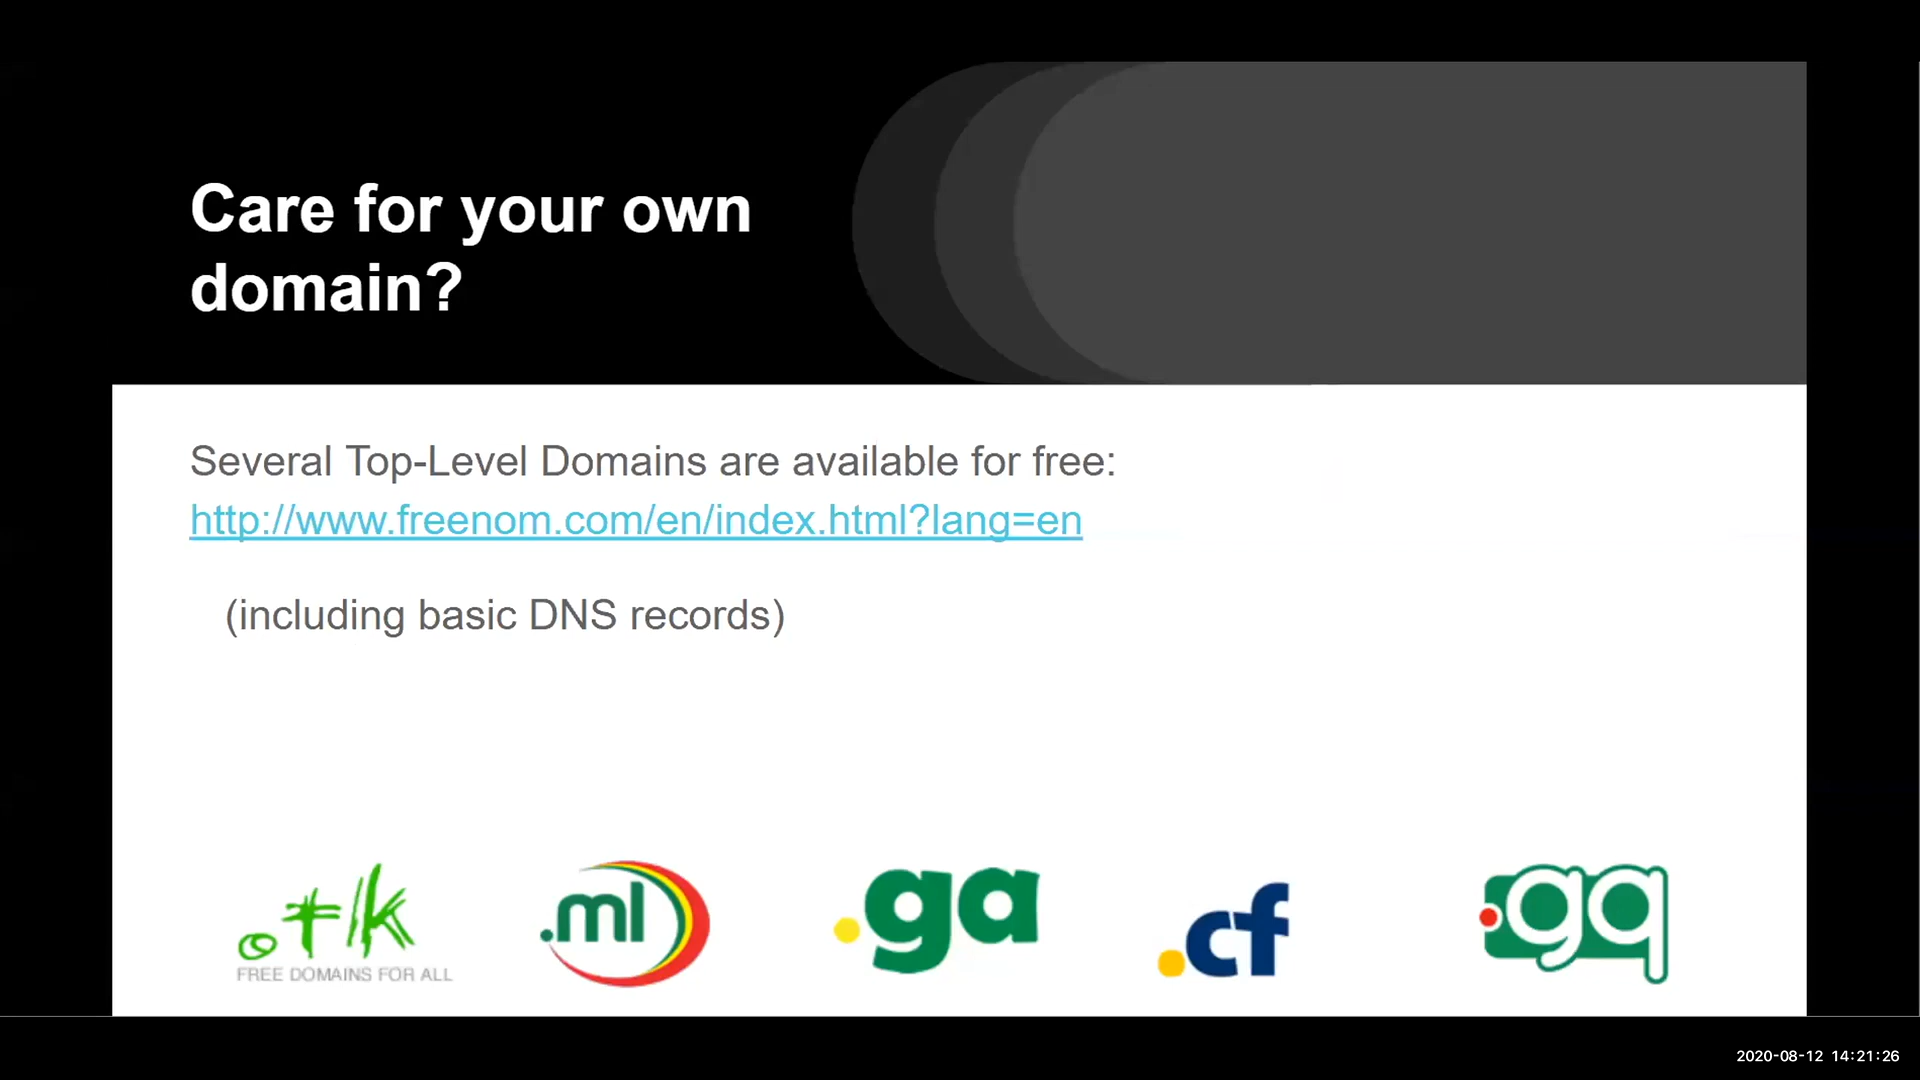 Care for your own
domain?
Several Top-Level Domains are available for free:
http://www.freenom.com/en/index.html?lang=en
(including basic DNS records)
.tk
FREE DOMAINS FOR ALL
.ml
.ga
.cf
.gq
2020-08-12 14:21:26